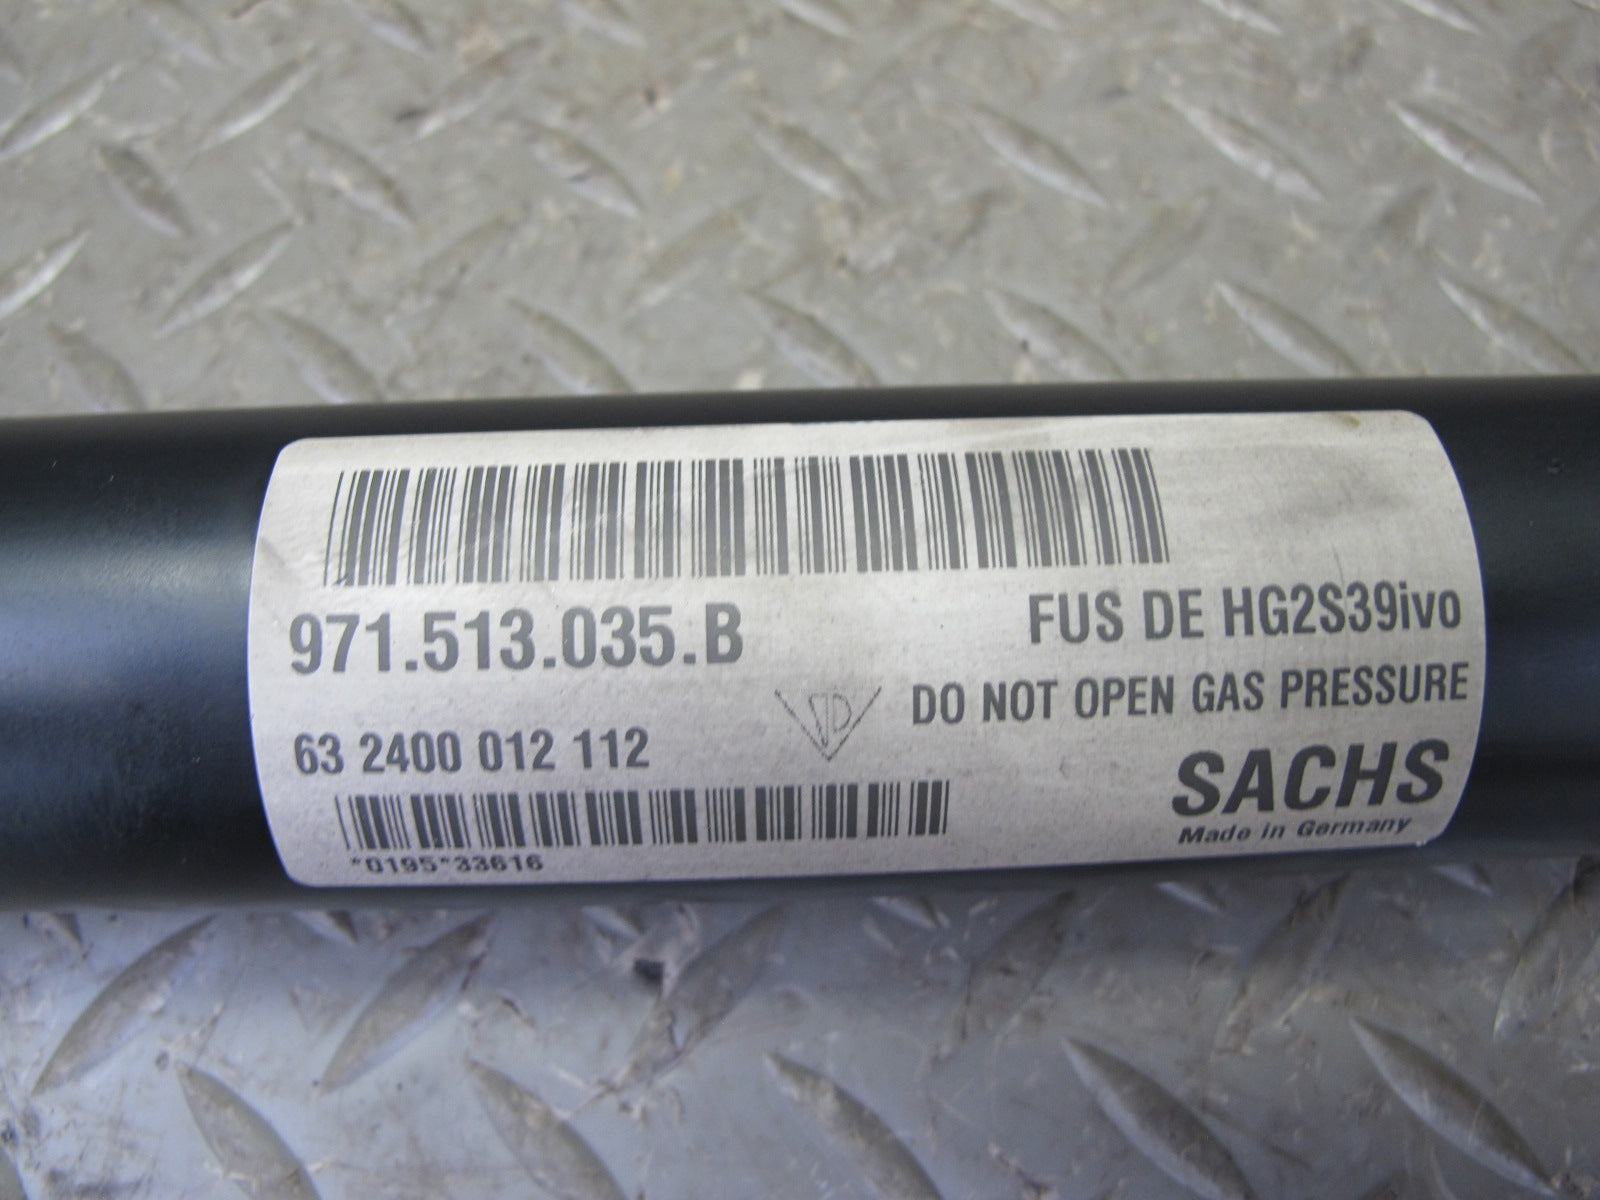 971.513.035.B
FUS DE HG2S39ivo
DO NOT OPEN GAS PRESSURE
63 2400 012 112
SACHS
Made in Germany
*0195*33616